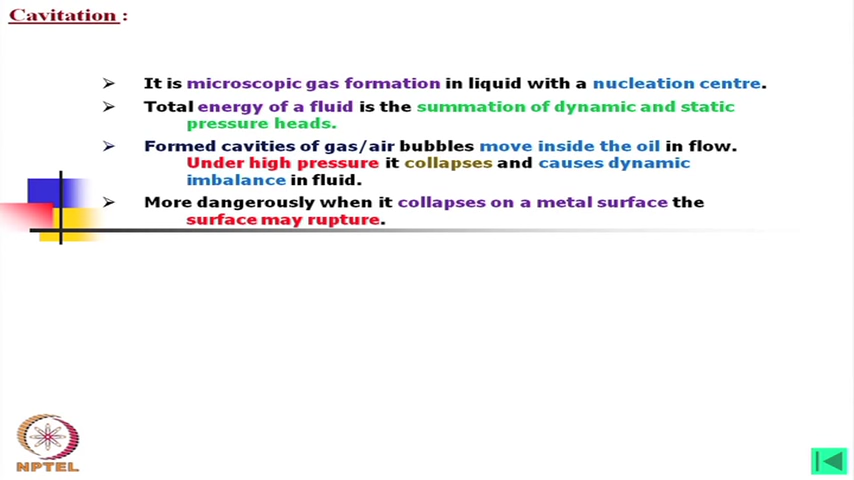 Cavitation :
➢ It is microscopic gas formation in liquid with a nucleation centre.
➢ Total energy of a fluid is the summation of dynamic and static
pressure heads.
➢ Formed cavities of gas/air bubbles move inside the oil in flow.
Under high pressure it collapses and causes dynamic
imbalance in fluid.
➢ More dangerously when it collapses on a metal surface the
surface may rupture.
NPTEL